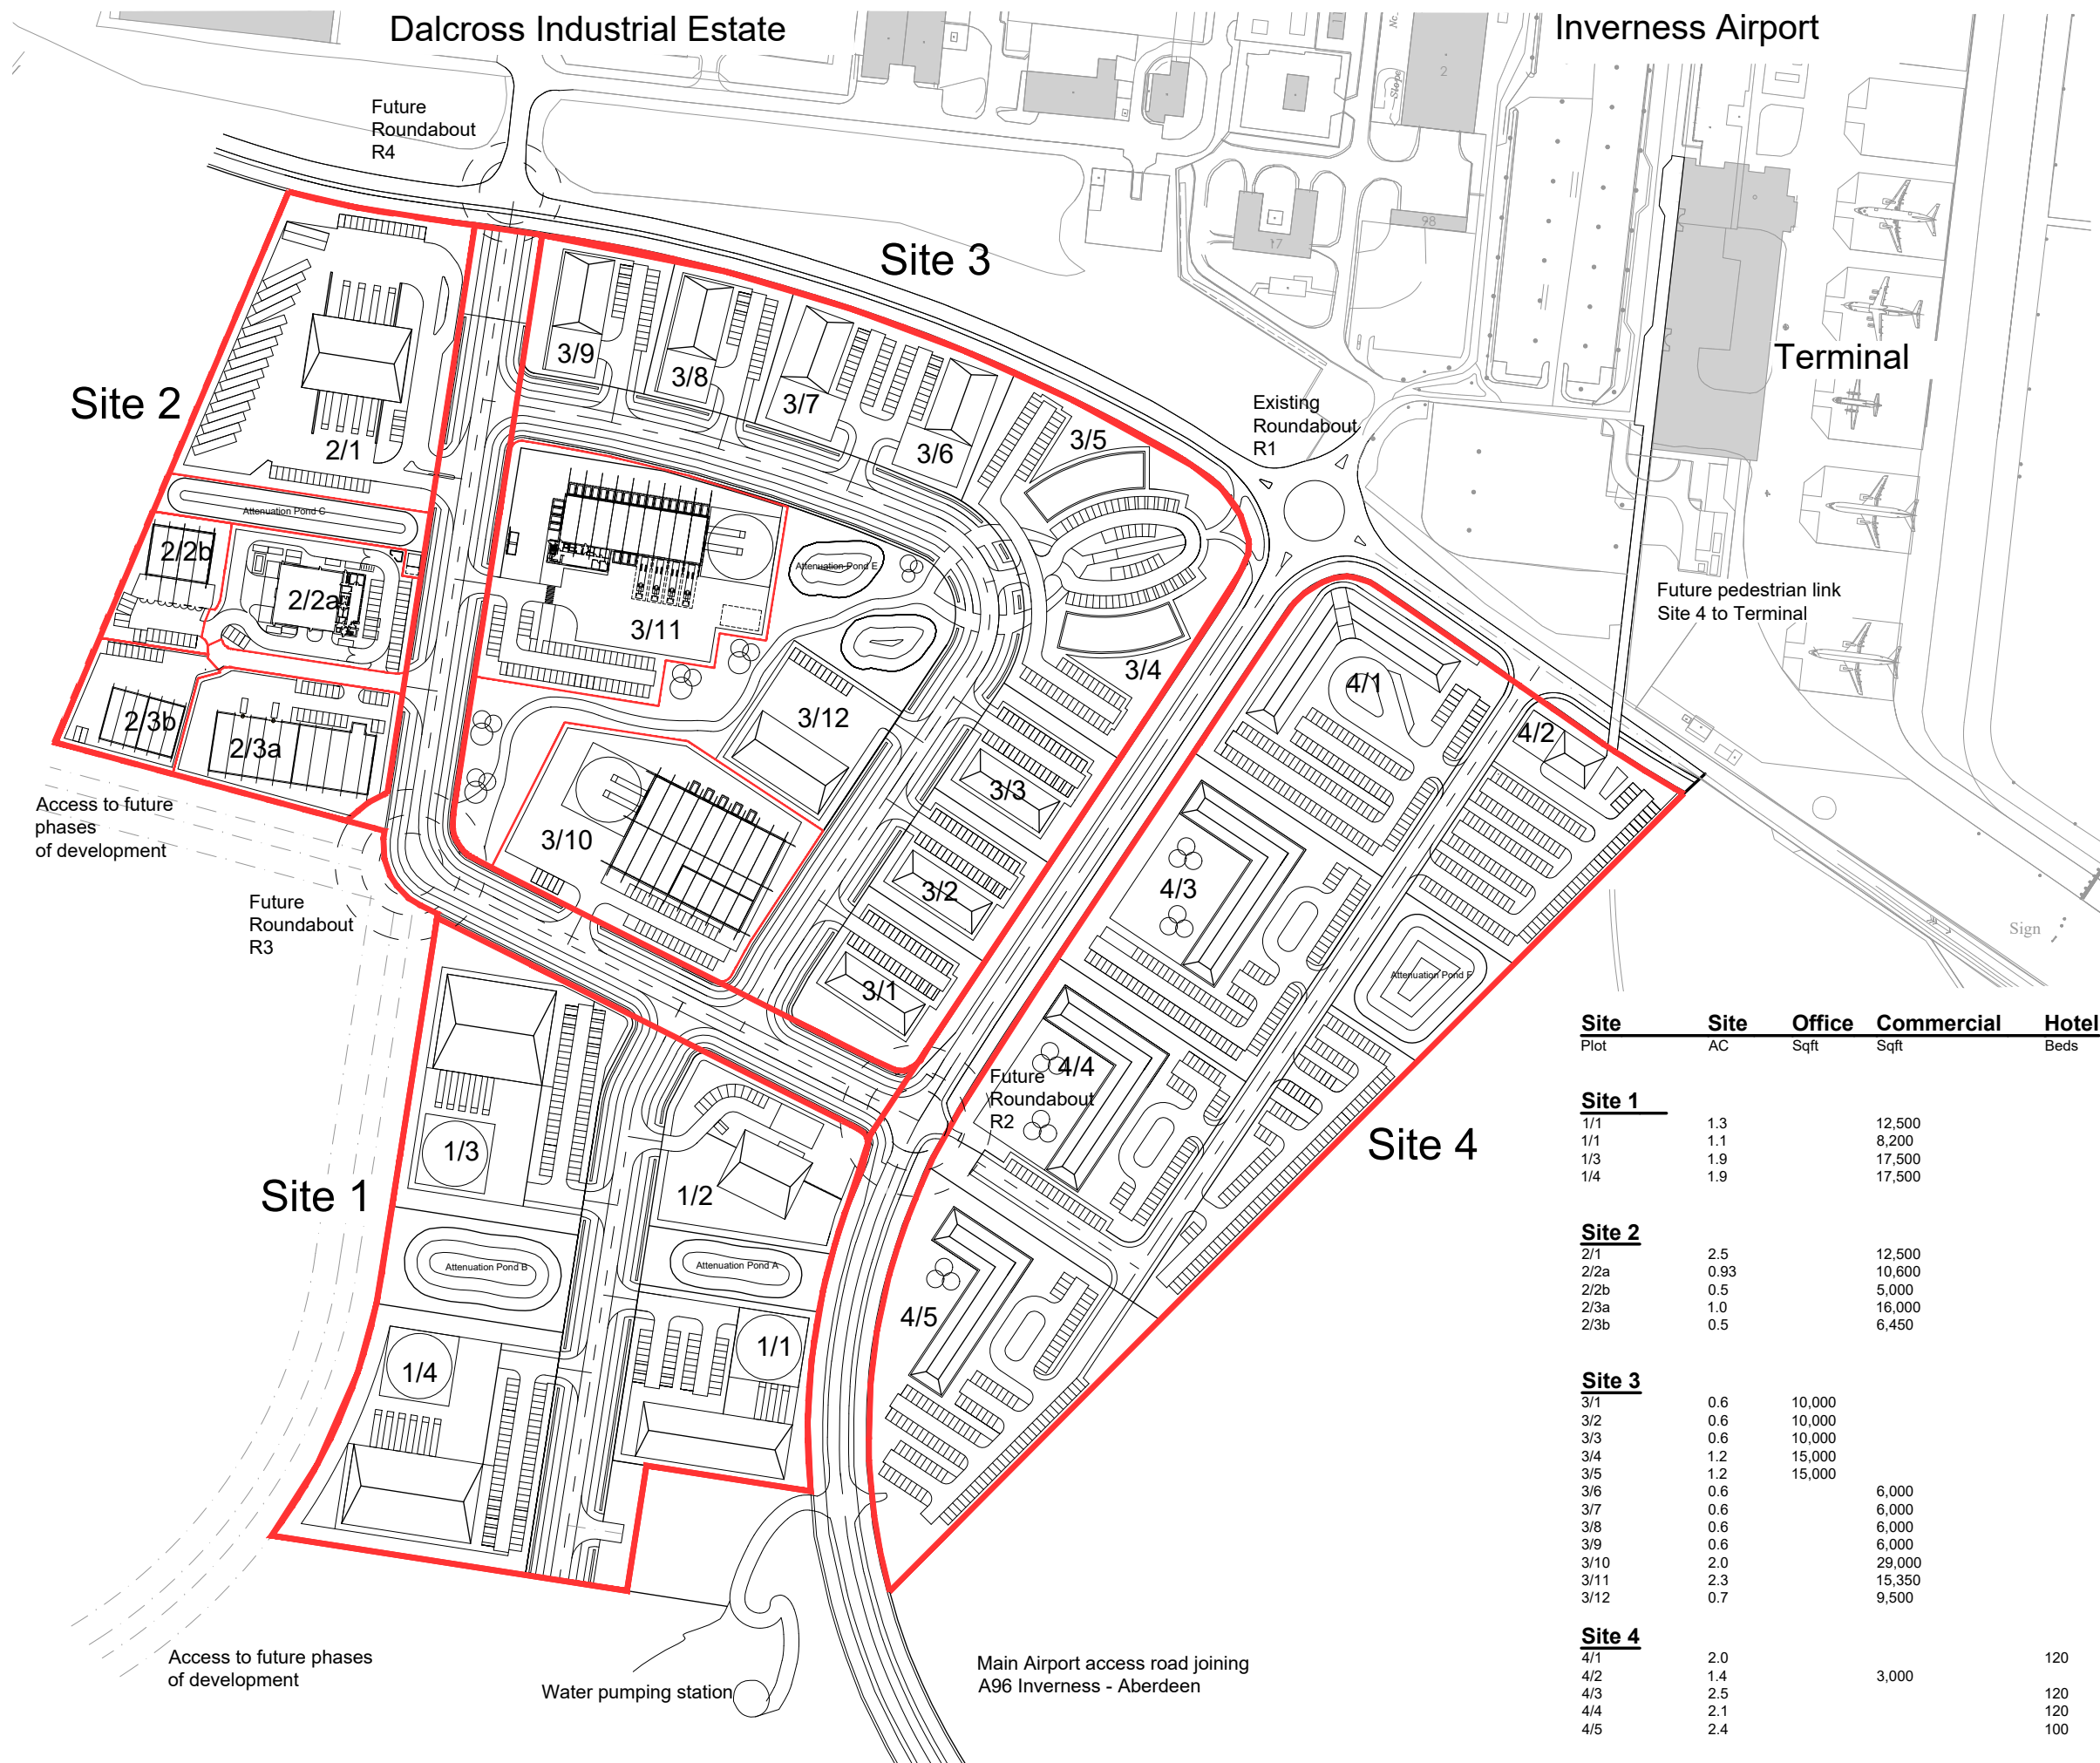 Dalcross Industrial Estate
Inverness Airport
Future
Roundabout
R4
Slope
2
17
98
Site 3
Terminal
Site 2
Existing
Roundabout
R1
3/9
3/8
3/7
3/6
3/5
2/1
Attenuation Pond C
2/2b
2/2a
Attenuation Pond E
3/11
3/4
Future pedestrian link
Site 4 to Terminal
2/3b
2/3a
3/12
4/1
4/2
3/3
Access to future
phases
of development
3/10
3/2
4/3
Future
Roundabout
R3
3/1
Attenuation Pond F
Sign
4/4
Future
Roundabout
R2
Site 4
1/3
1/2
Site 1
Attenuation Pond B
Attenuation Pond A
4/5
1/4
1/1
Access to future phases
of development
Water pumping station
Main Airport access road joining
A96 Inverness - Aberdeen
Site Site Office Commercial Hotel
Plot AC Sqft Sqft Beds
Site 1
1/1 1.3 12,500
1/1 1.1 8,200
1/3 1.9 17,500
1/4 1.9 17,500
Site 2
2/1 2.5 12,500
2/2a 0.93 10,600
2/2b 0.5 5,000
2/3a 1.0 16,000
2/3b 0.5 6,450
Site 3
3/1 0.6 10,000
3/2 0.6 10,000
3/3 0.6 10,000
3/4 1.2 15,000
3/5 1.2 15,000
3/6 0.6 6,000
3/7 0.6 6,000
3/8 0.6 6,000
3/9 0.6 6,000
3/10 2.0 29,000
3/11 2.3 15,350
3/12 0.7 9,500
Site 4
4/1 2.0 120
4/2 1.4 3,000
4/3 2.5 120
4/4 2.1 120
4/5 2.4 100